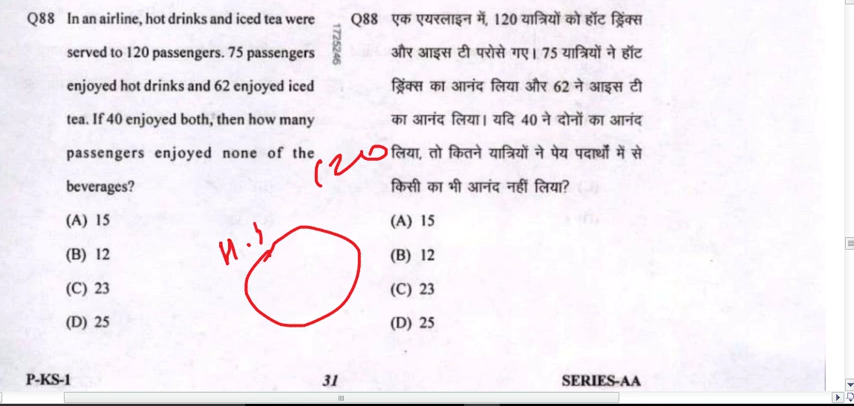 Q88 In an airline, hot drinks and iced tea were
served to 120 passengers. 75 passengers
enjoyed hot drinks and 62 enjoyed iced
tea. If 40 enjoyed both, then how many
passengers enjoyed none of the
beverages?
(A) 15
(B) 12
(C) 23
(D) 25
1725246
120
H.D
Q88 एक एयरलाइन में, 120 यात्रियों को हॉट ड्रिंक्स
और आइस टी परोसे गए। 75 यात्रियों ने हॉट
ड्रिंक्स का आनंद लिया और 62 ने आइस टी
का आनंद लिया। यदि 40 ने दोनों का आनंद
लिया, तो कितने यात्रियों ने पेय पदार्थों में से
किसी का भी आनंद नहीं लिया?
(A) 15
(B) 12
(C) 23
(D) 25
P-KS-1
31
SERIES-AA